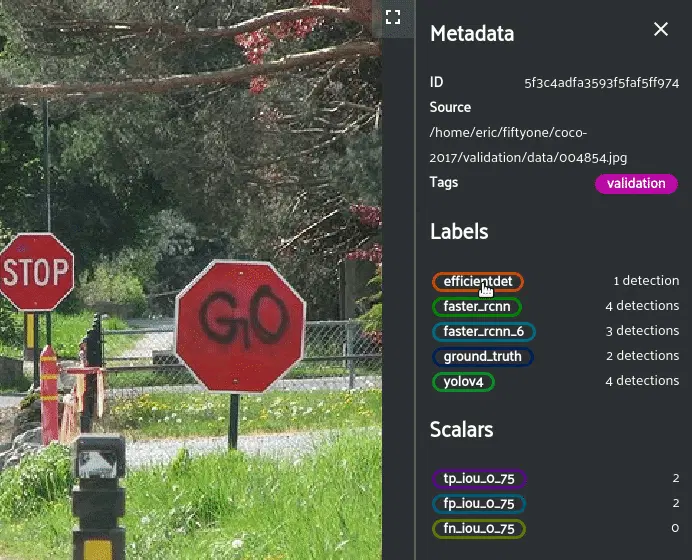 STOP
GO
Metadata
ID 5f3c4adfa3593f5faf5ff974
Source
/home/eric/fiftyone/coco-
2017/validation/data/004854.jpg
Tags validation
Labels
efficientdet 1 detection
faster_rcnn 4 detections
faster_rcnn_6 3 detections
ground_truth 2 detections
yolov4 4 detections
Scalars
tp_iou_0_75 2
fp_iou_0_75 2
fn_iou_0_75 0